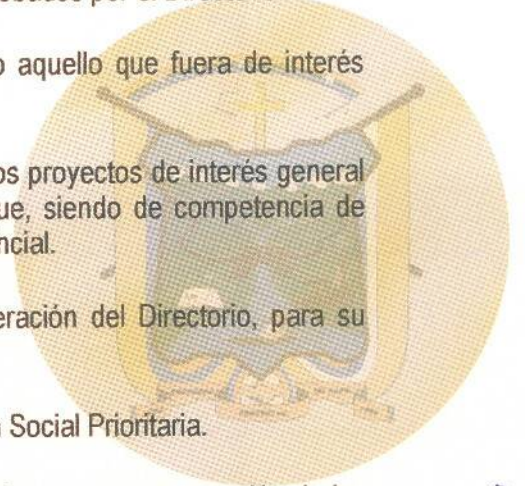 aquello que fuera de interés
os proyectos de interés general
ue, siendo de competencia de
ncial.
eración del Directorio, para su
Social Prioritaria.